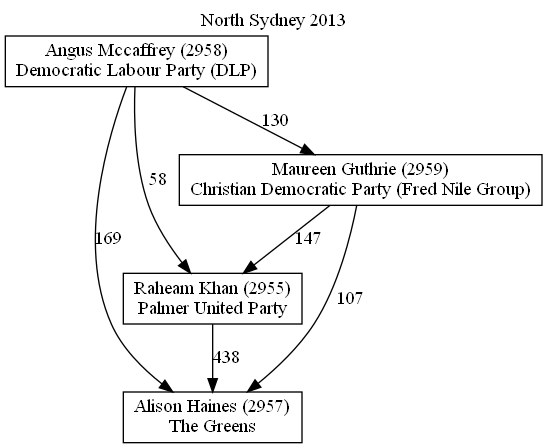 North Sydney 2013
Angus Mccaffrey (2958)
Democratic Labour Party (DLP)
130
Maureen Guthrie (2959)
Christian Democratic Party (Fred Nile Group)
58
169
147
Raheam Khan (2955)
Palmer United Party
107
438
Alison Haines (2957)
The Greens